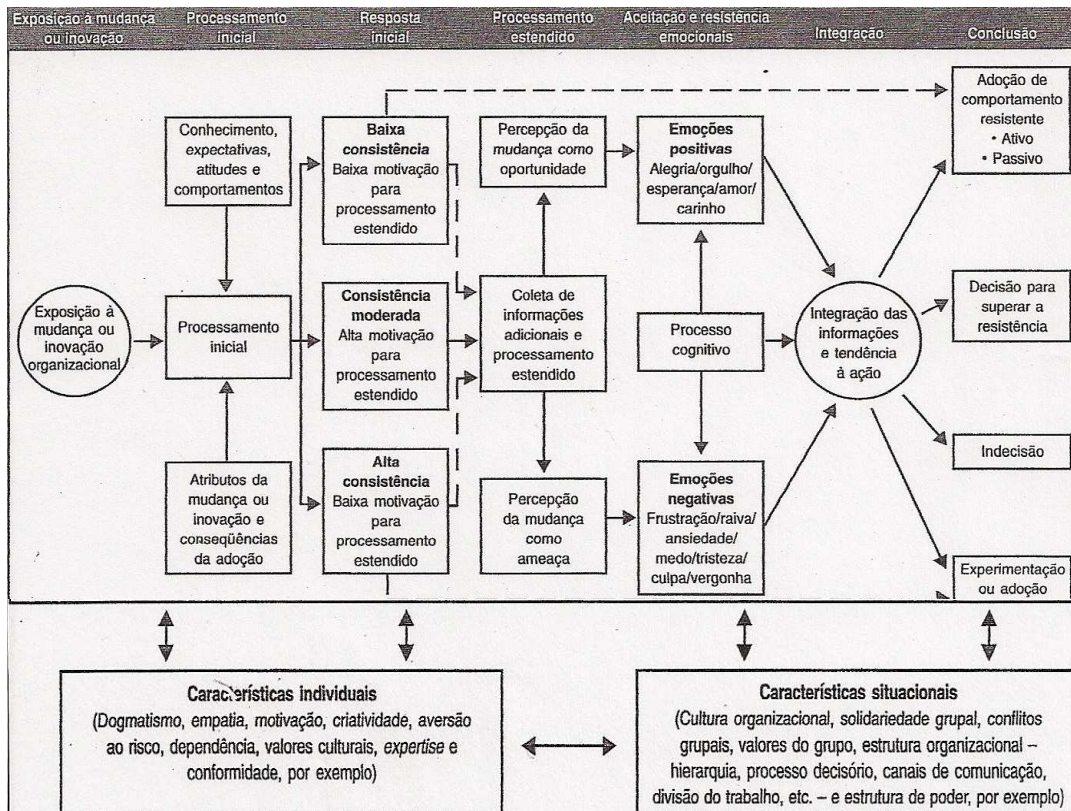 Exposição à mudança
ou inovação
Processamento
inicial
Resposta
inicial
Processamento
estendido
Aceitação e resistência
emocionais
Integração
Conclusão
Exposição à
mudança ou
inovação
organizacional
Conhecimento,
expectativas,
atitudes e
comportamentos
Processamento
inicial
Atributos da
mudança ou
inovação e
conseqüências
da adoção
Baixa
consistência
Baixa motivação
para
processamento
estendido
Consistência
moderada
Alta motivação
para
processamento
estendido
Alta
consistência
Baixa motivação
para
processamento
estendido
Percepção da
mudança como
oportunidade
Coleta de
informações
adicionais e
processamento
estendido
Percepção
da mudança
como
ameaça
Emoções
positivas
Alegria/orgulho/
esperança/amor/
carinho
Processo
cognitivo
Emoções
negativas
Frustração/raiva/
ansiedade/
medo/tristeza/
culpa/vergonha
Integração das
informações
e tendência
à ação
Adoção de
comportamento
resistente
• Ativo
• Passivo
Decisão para
superar a
resistência
Indecisão
Experimentação
ou adoção
Características individuais
(Dogmatismo, empatia, motivação, criatividade, aversão
ao risco, dependência, valores culturais, expertise e
conformidade, por exemplo)
Características situacionais
(Cultura organizacional, solidariedade grupal, conflitos
grupais, valores do grupo, estrutura organizacional –
hierarquia, processo decisório, canais de comunicação,
divisão do trabalho, etc. – e estrutura de poder, por exemplo)